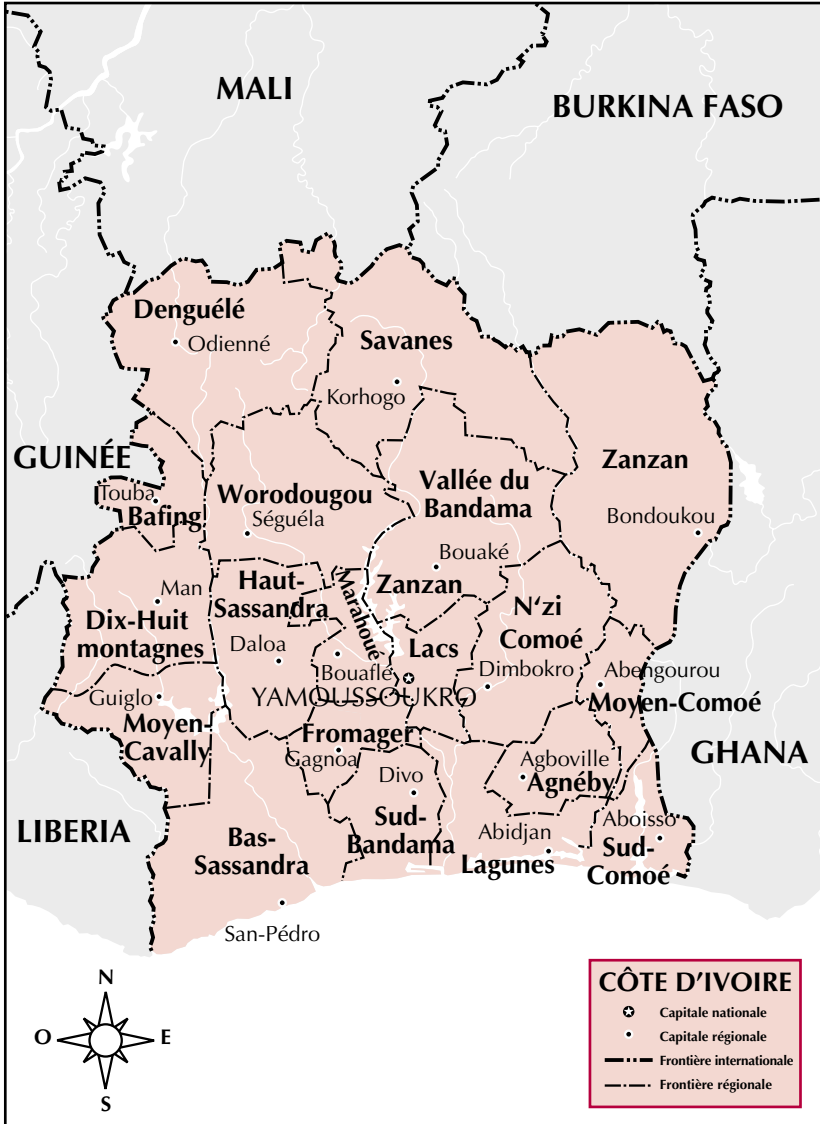 MALI
BURKINA FASO
Denguélé
Odienné
Savanes
Korhogo
GUINÉE
Zanzan
Touba
Bafing
Worodougou
Séguéla
Vallée du
Bandama
Bondoukou
Bouaké
Man
Haut-
Sassandra
Marahoué
Zanzan
N‘zi
Comoé
Dix-Huit
montagnes
Daloa
Bouaflé
Lacs
Dimbokro
Abengourou
Guiglo
YAMOUSSOUKRO
Moyen-Comoé
Moyen-
Cavally
Fromager
Gagnoa
GHANA
Agboville
Agnéby
Divo
LIBERIA
Sud-
Bandama
Bas-
Sassandra
Abidjan
Lagunes
Aboisso
Sud-
Comoé
San-Pédro
N
O
E
S
CÔTE D'IVOIRE
Capitale nationale
Capitale régionale
Frontière internationale
Frontière régionale